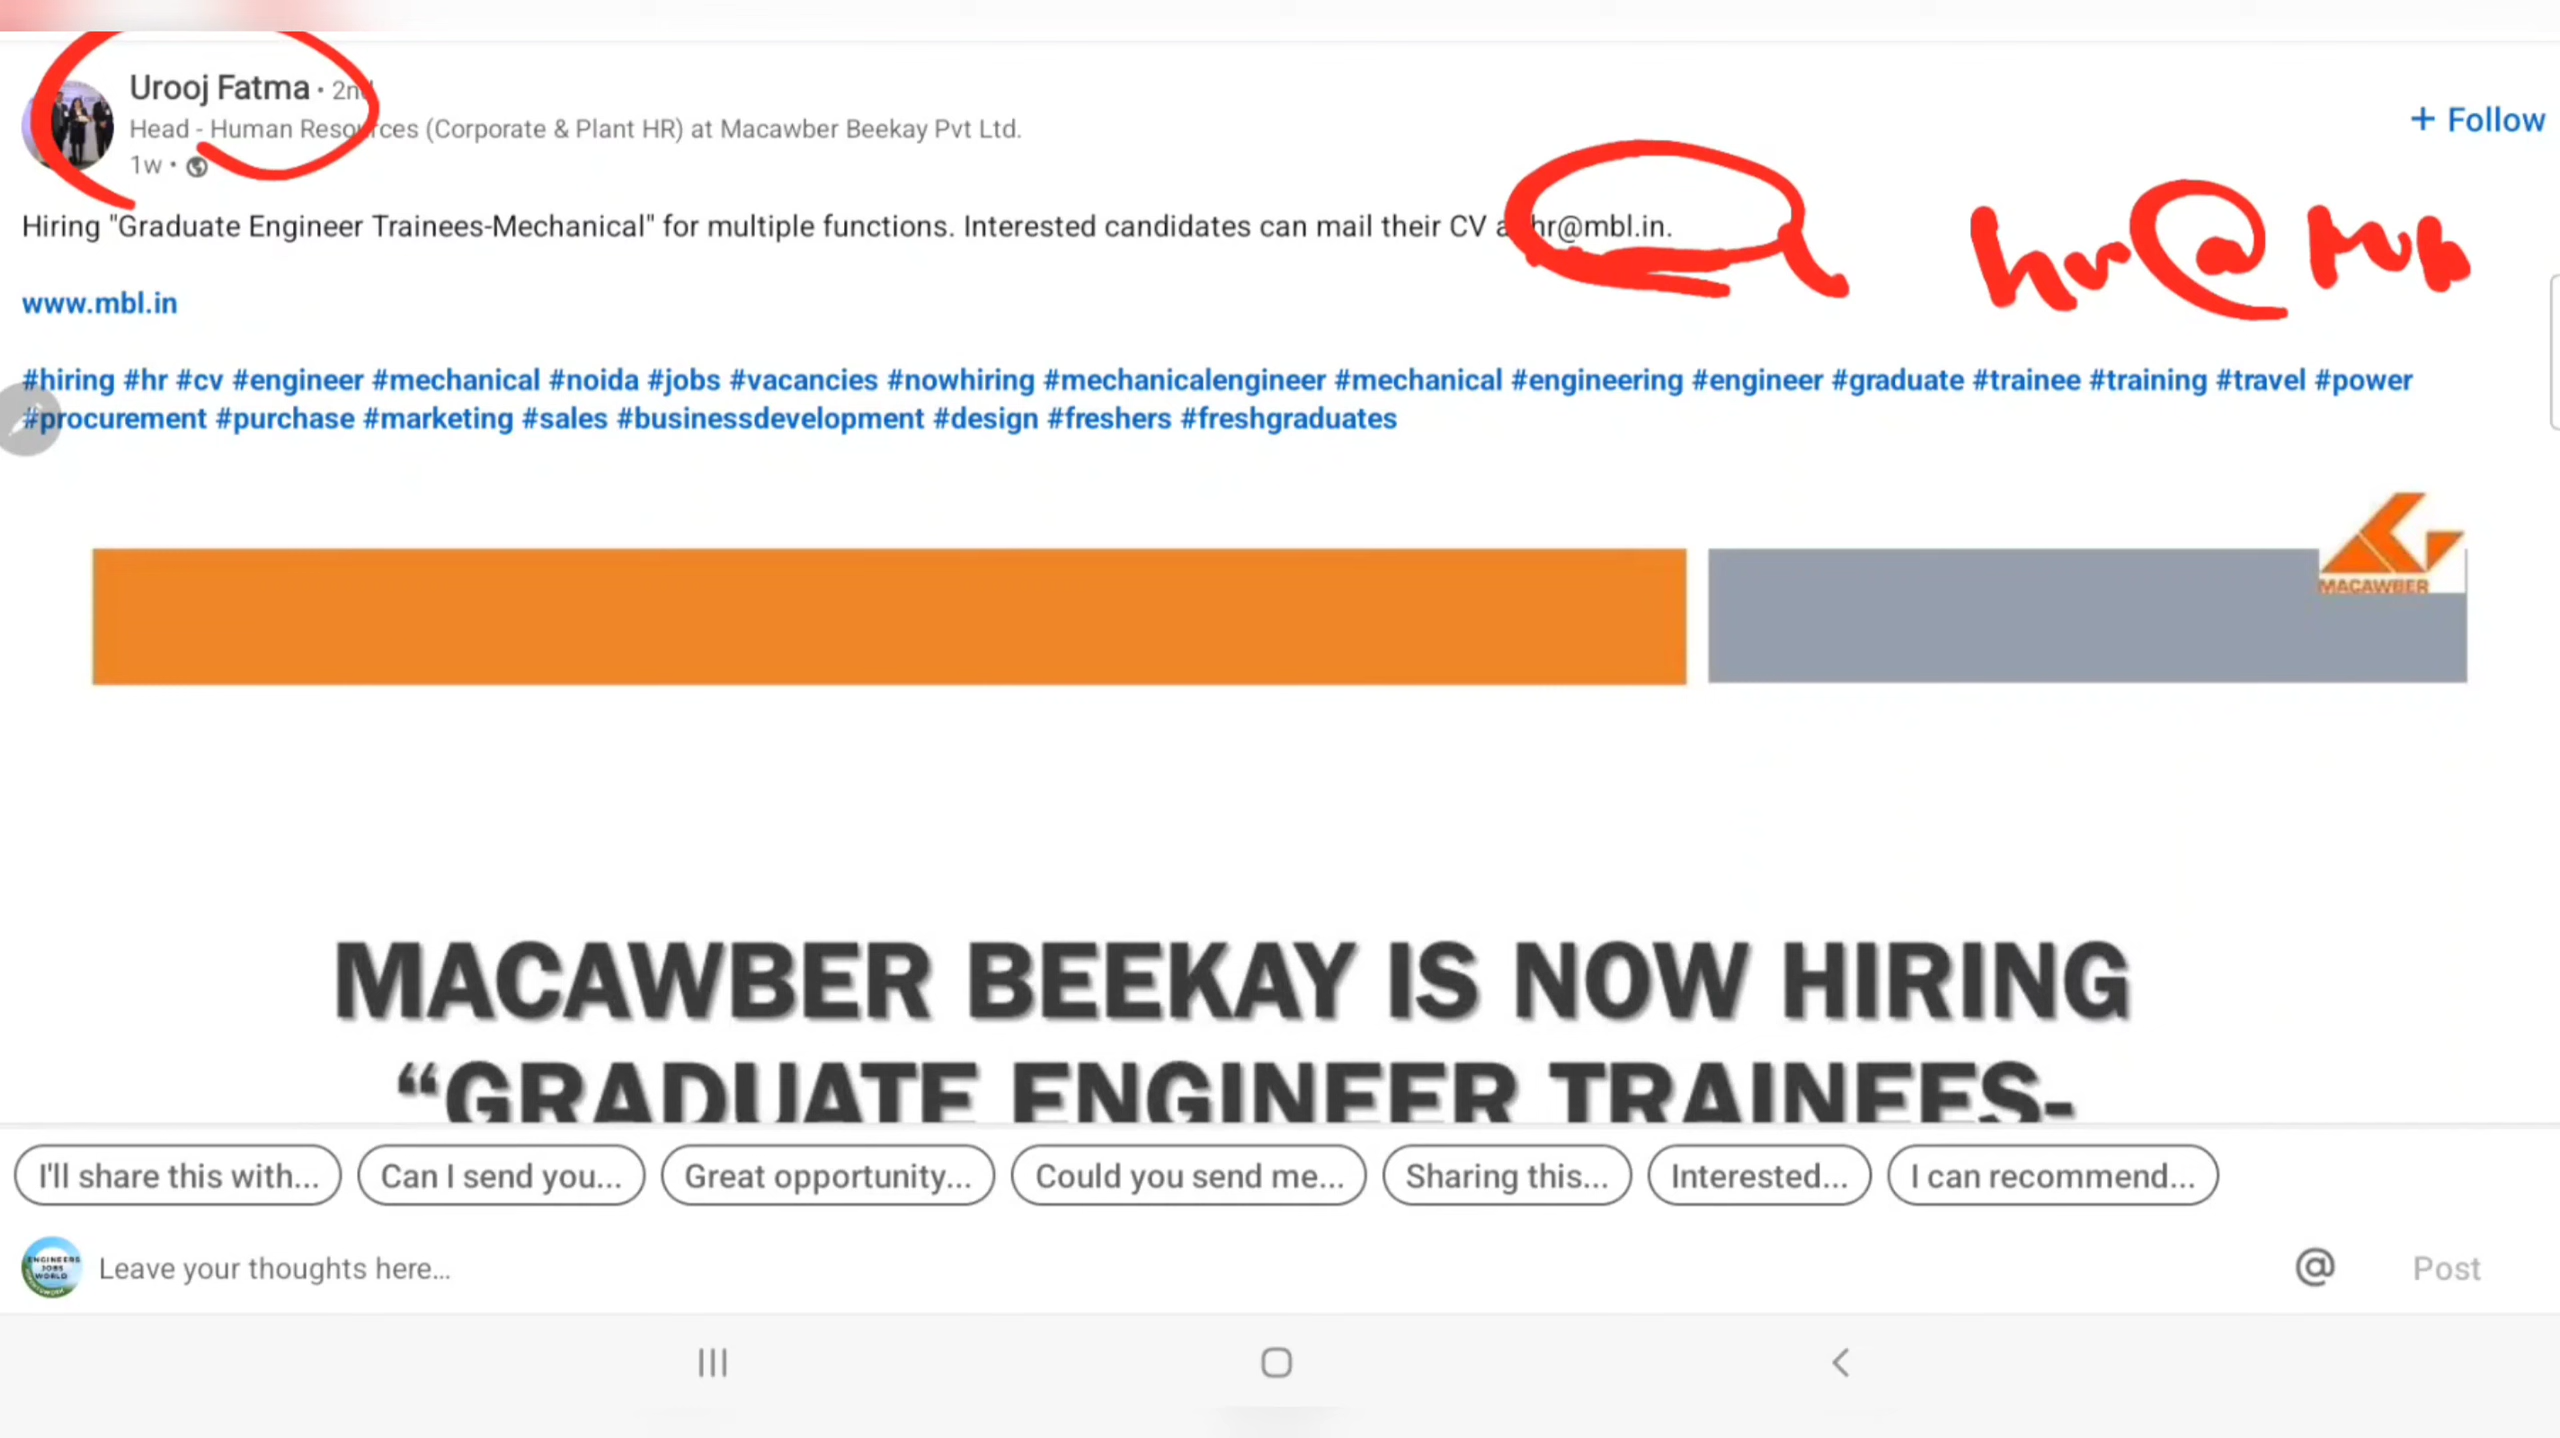 Urooj Fatma • 2nd
Head - Human Resources (Corporate & Plant HR) at Macawber Beekay Pvt Ltd.
+ Follow
1w •
Hiring "Graduate Engineer Trainees-Mechanical" for multiple functions. Interested candidates can mail their CV a hr@mbl.in.
hr@mb
www.mbl.in
#hiring #hr #cv #engineer #mechanical #noida #jobs #vacancies #nowhiring #mechanicalengineer #mechanical #engineering #engineer #graduate #trainee #training #travel #power
#procurement #purchase #marketing #sales #businessdevelopment #design #freshers #freshgraduates
MACAWBER
MACAWBER BEEKAY IS NOW HIRING
“GRADUATE ENGINEER TRAINEES-
I'll share this with... Can I send you... Great opportunity... Could you send me... Sharing this... Interested... I can recommend...
ENGINEERS
JOBS
WORLD
Leave your thoughts here...
@ Post